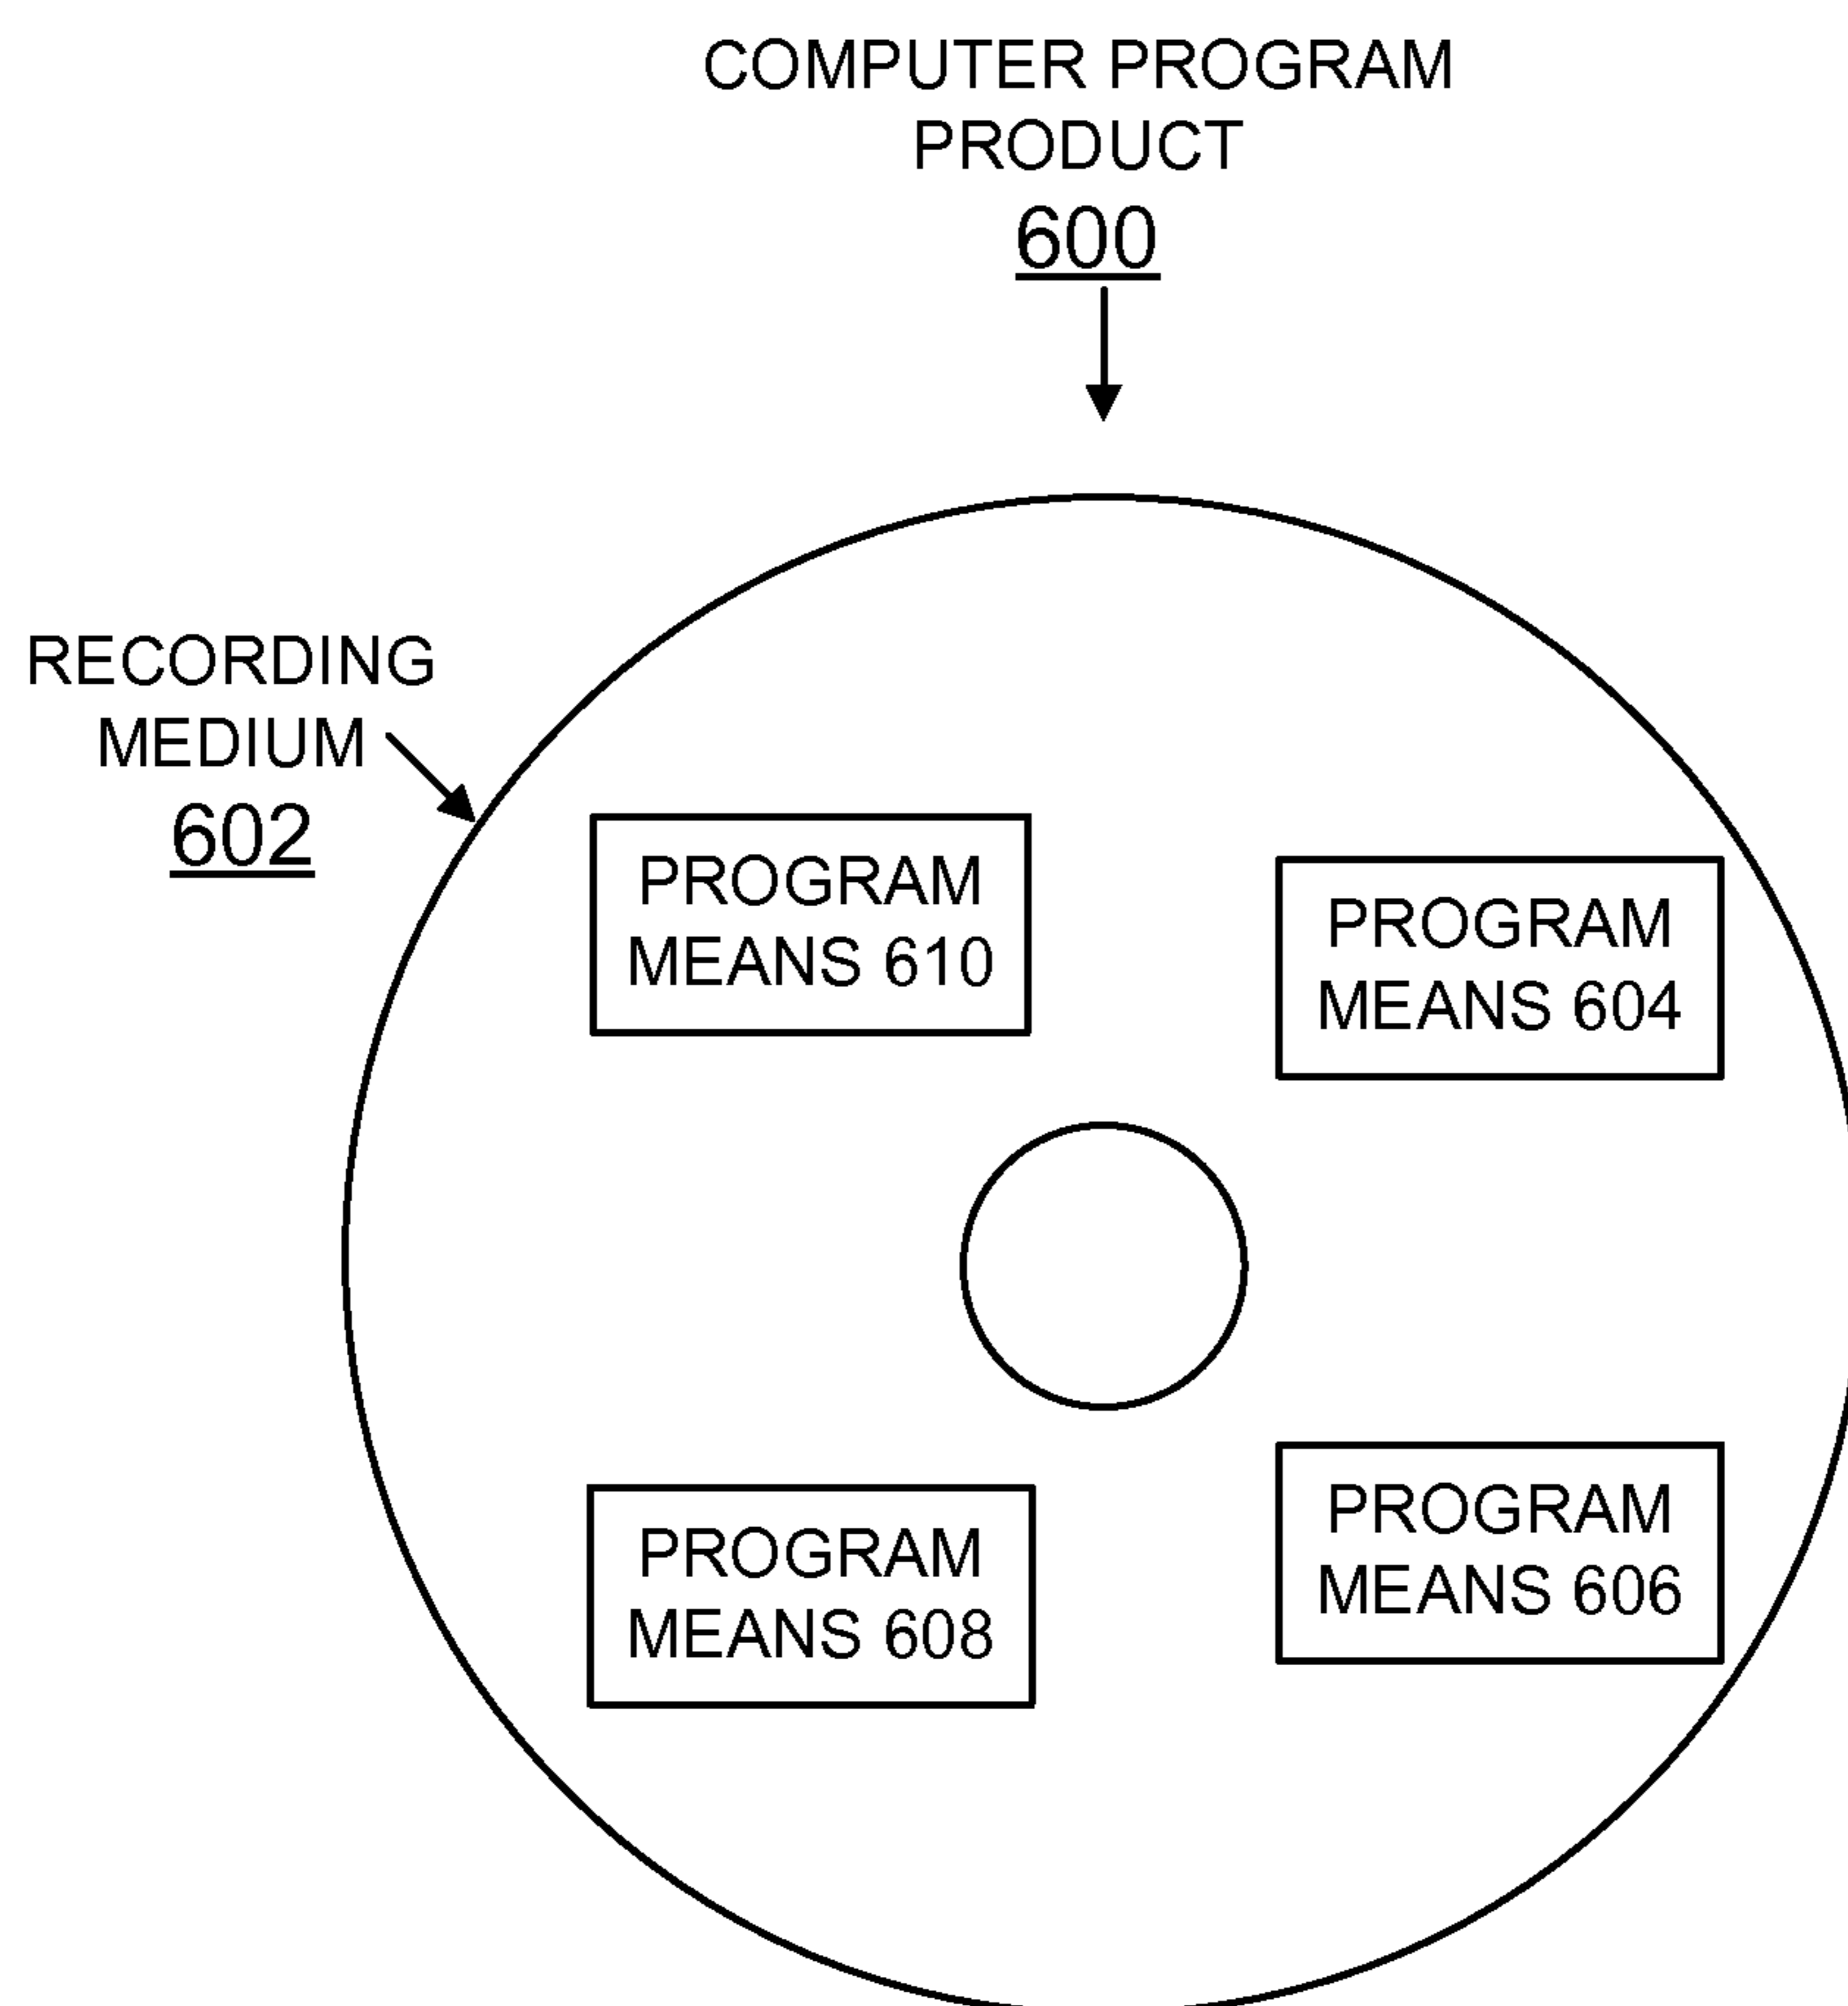 COMPUTER PROGRAM
PRODUCT
600
RECORDING
MEDIUM
602
PROGRAM
MEANS 610
PROGRAM
MEANS 604
PROGRAM
MEANS 608
PROGRAM
MEANS 606